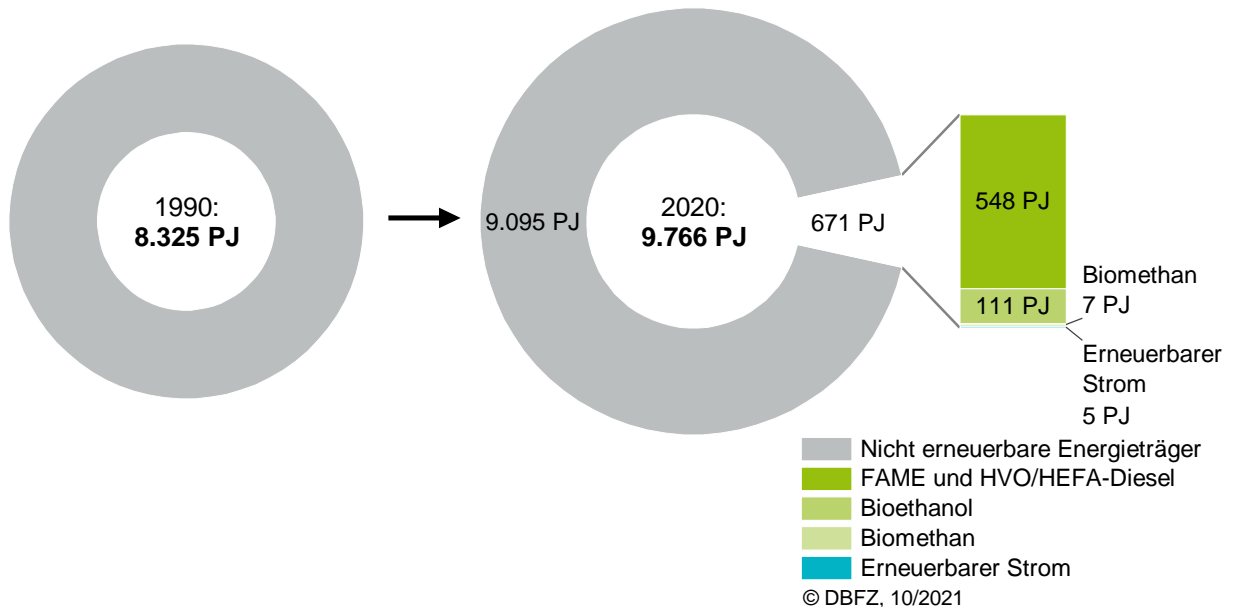 1990:
8.325 PJ
9.095 PJ
2020:
9.766 PJ
671 PJ
548 PJ
111 PJ
Biomethan
7 PJ
Erneuerbarer
Strom
5 PJ
Nicht erneuerbare Energieträger
FAME und HVO/HEFA-Diesel
Bioethanol
Biomethan
Erneuerbarer Strom
© DBFZ, 10/2021